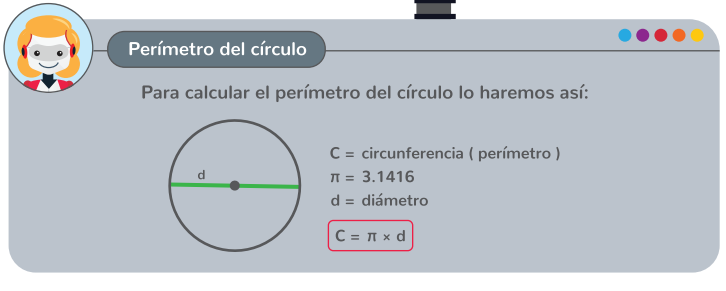 Perímetro del círculo
Para calcular el perímetro del círculo lo haremos así:
d
C = circunferencia ( perímetro )
π = 3.1416
d = diámetro
C = π × d